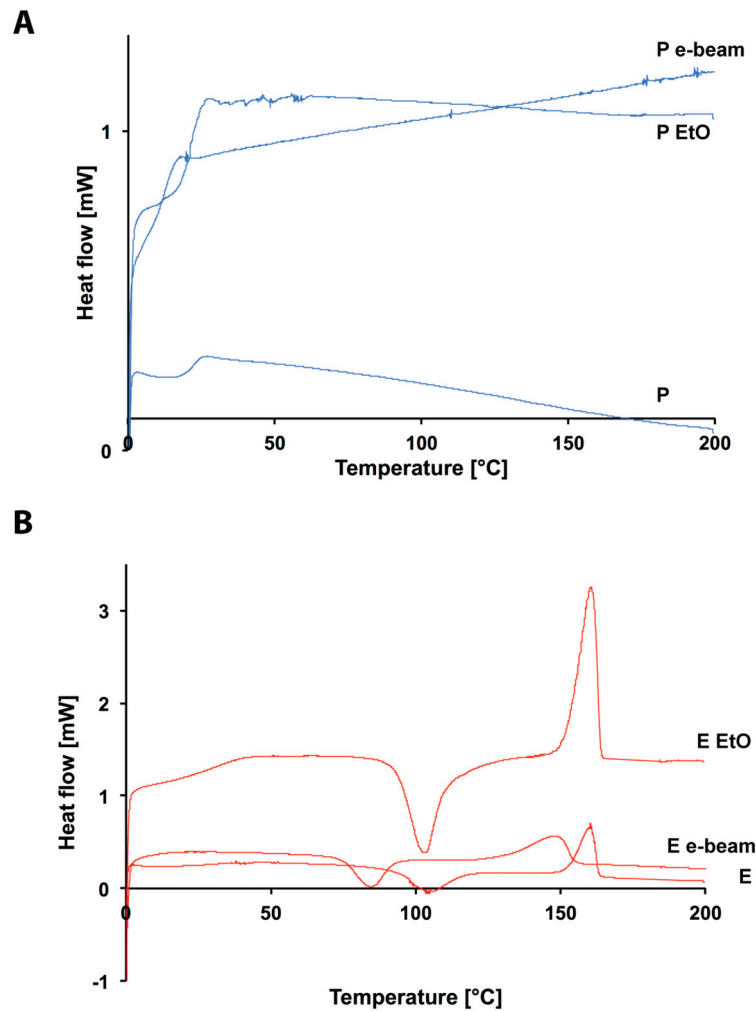 A
P e-beam
1
P EtO
Heat flow [mW]
P
0
0 50 100 150 200
Temperature [°C]
B
3
2
E EtO
Heat flow [mW]
1
E e-beam
E
0
0 50 100 150 200
-1
Temperature [°C]